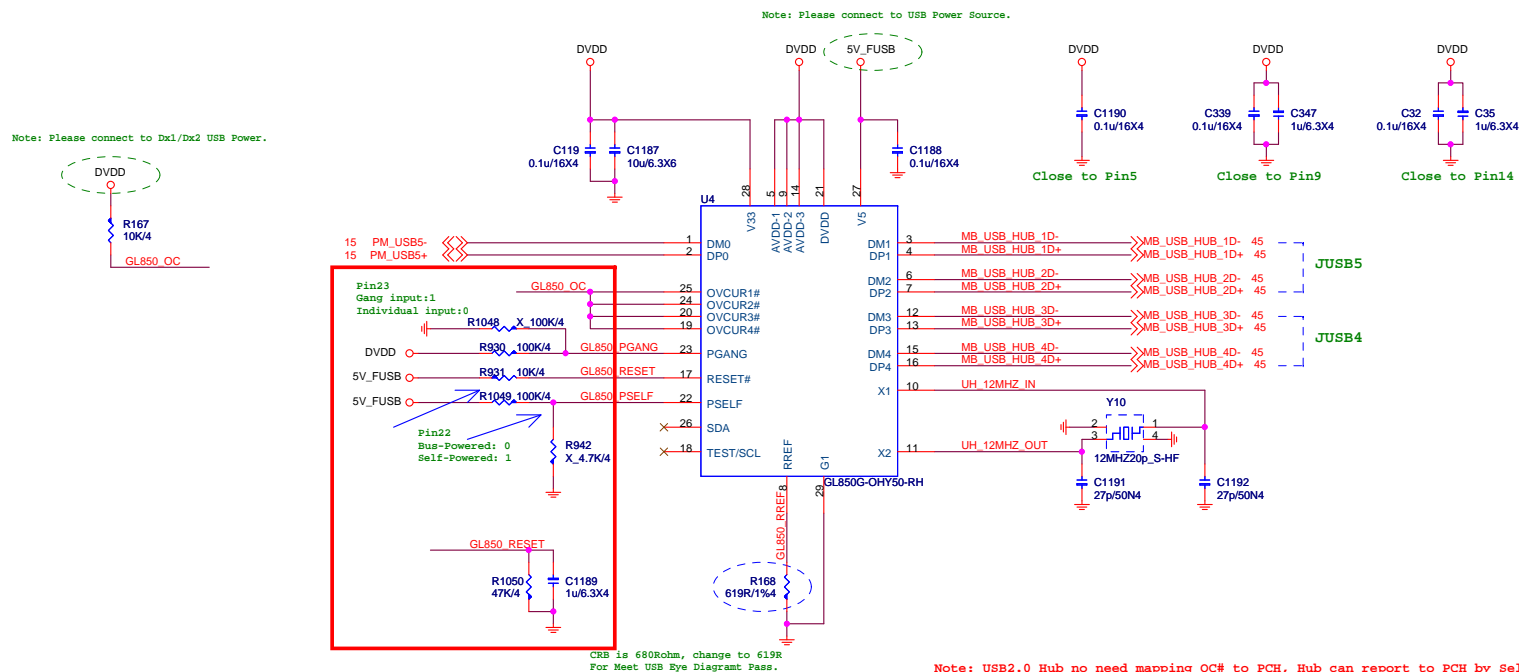 Note: Please connect to USB Power Source.
DVDD
DVDD
5V_FUSB
DVDD
DVDD
DVDD
Note: Please connect to Dx1/Dx2 USB Power.
DVDD
R167
10K/4
GL850_OC
C119
0.1u/16X4
C1187
10u/6.3X6
C1188
0.1u/16X4
C1190
0.1u/16X4
C339
0.1u/16X4
C347
1u/6.3X4
C32
0.1u/16X4
C35
1u/6.3X4
Close to Pin5
Close to Pin9
Close to Pin14
U4
28
5
9
14
21
27
V33
AVDD-1
AVDD-2
AVDD-3
DVDD
V5
15 PM_USB5-
1
DM0
15 PM_USB5+
2
DP0
GL850_OC
25
OVCUR1#
24
OVCUR2#
20
OVCUR3#
19
OVCUR4#
Pin23
Gang input:1
Individual input:0
R1048
X_100K/4
DVDD
R930
100K/4
GL850_PGANG
23
PGANG
5V_FUSB
R931
10K/4
GL850_RESET
17
RESET#
5V_FUSB
R1049
100K/4
GL850_PSELF
22
PSELF
26
SDA
18
TEST/SCL
Pin22
Bus-Powered: 0
Self-Powered: 1
R942
X_4.7K/4
GL850_RESET
R1050
47K/4
C1189
1u/6.3X4
RREF
8
G1
29
GL850G-OHY50-RH
GL850_RREF
R168
619R/1%4
CRB is 680Rohm, change to 619R
For Meet USB Eye Diagramt Pass.
DM1
3
MB_USB_HUB_1D-
MB_USB_HUB_1D- 45
DP1
4
MB_USB_HUB_1D+
MB_USB_HUB_1D+ 45
DM2
6
MB_USB_HUB_2D-
MB_USB_HUB_2D- 45
DP2
7
MB_USB_HUB_2D+
MB_USB_HUB_2D+ 45
JUSB5
DM3
12
MB_USB_HUB_3D-
MB_USB_HUB_3D- 45
DP3
13
MB_USB_HUB_3D+
MB_USB_HUB_3D+ 45
DM4
15
MB_USB_HUB_4D-
MB_USB_HUB_4D- 45
DP4
16
MB_USB_HUB_4D+
MB_USB_HUB_4D+ 45
JUSB4
X1
10
UH_12MHZ_IN
X2
11
UH_12MHZ_OUT
Y10
2
1
3
4
12MHZ20p_S-HF
C1191
27p/50N4
C1192
27p/50N4
Note: USB2.0 Hub no need mapping OC# to PCH, Hub can report to PCH by Sel